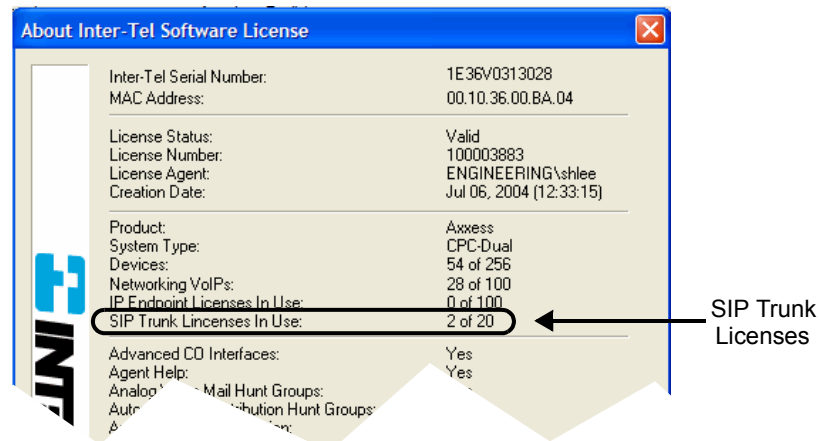 About Inter-Tel Software License
Inter-Tel Serial Number: 1E36V0313028
MAC Address: 00.10.36.00.BA.04
License Status: Valid
License Number: 100003883
License Agent: ENGINEERING\shlee
Creation Date: Jul 06, 2004 (12:33:15)
Product: Axxess
System Type: CPC-Dual
Devices: 54 of 256
Networking VoIPs: 28 of 100
IP Endpoint Licenses In Use: 0 of 100
SIP Trunk Lincenses In Use: 2 of 20
SIP Trunk
Licenses
Advanced CO Interfaces: Yes
Agent Help: Yes
Analog Mail Hunt Groups:
Hunt Groups:
INTE